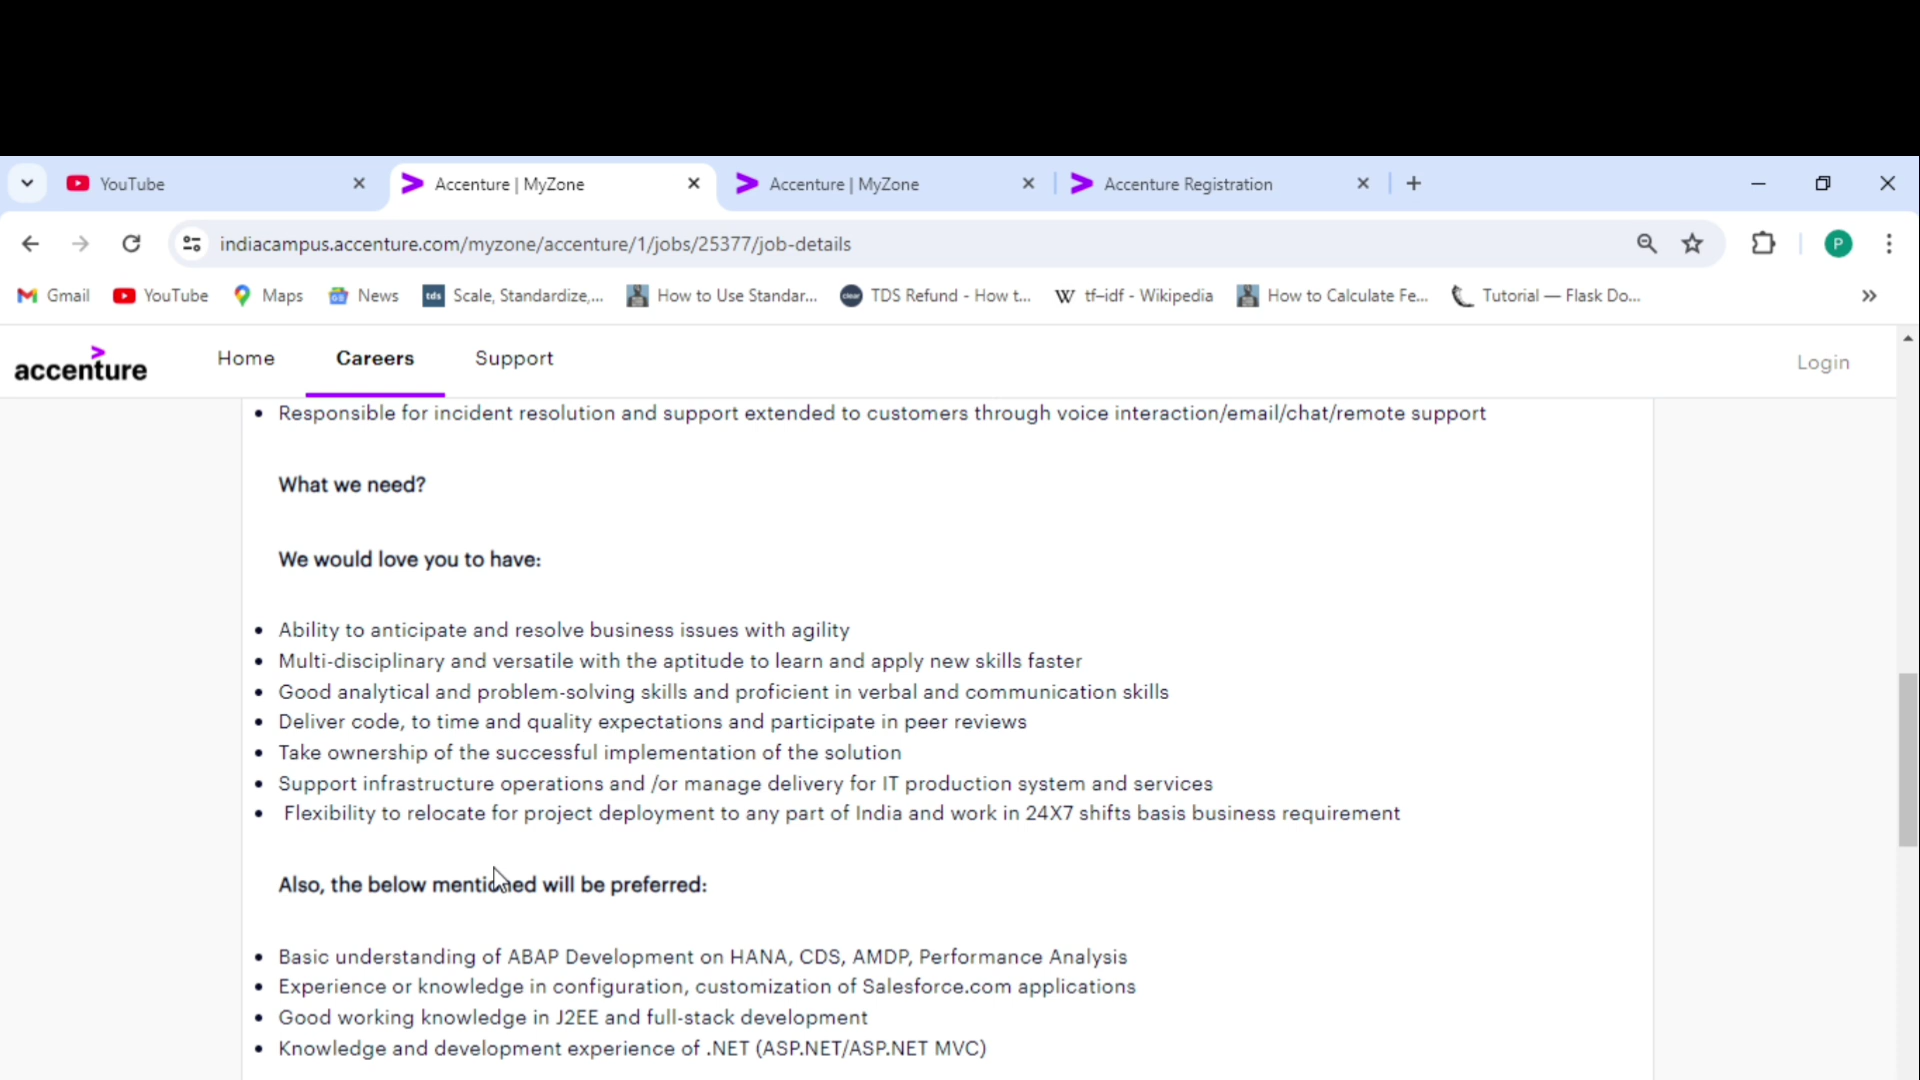 YouTube
Accenture | MyZone
Accenture | MyZone
Accenture Registration
indiacampus.accenture.com/myzone/accenture/1/jobs/25377/job-details
P
Gmail
YouTube
Maps
News
tds
Scale, Standardize,...
How to Use Standar...
clear
TDS Refund - How t...
W
tf–idf - Wikipedia
How to Calculate Fe...
Tutorial — Flask Do...
accenture
Home
Careers
Support
Login
• Responsible for incident resolution and support extended to customers through voice interaction/email/chat/remote support
What we need?
We would love you to have:
• Ability to anticipate and resolve business issues with agility
• Multi-disciplinary and versatile with the aptitude to learn and apply new skills faster
• Good analytical and problem-solving skills and proficient in verbal and communication skills
• Deliver code, to time and quality expectations and participate in peer reviews
• Take ownership of the successful implementation of the solution
• Support infrastructure operations and /or manage delivery for IT production system and services
• Flexibility to relocate for project deployment to any part of India and work in 24X7 shifts basis business requirement
Also, the below mentioned will be preferred:
• Basic understanding of ABAP Development on HANA, CDS, AMDP, Performance Analysis
• Experience or knowledge in configuration, customization of Salesforce.com applications
• Good working knowledge in J2EE and full-stack development
• Knowledge and development experience of .NET (ASP.NET/ASP.NET MVC)